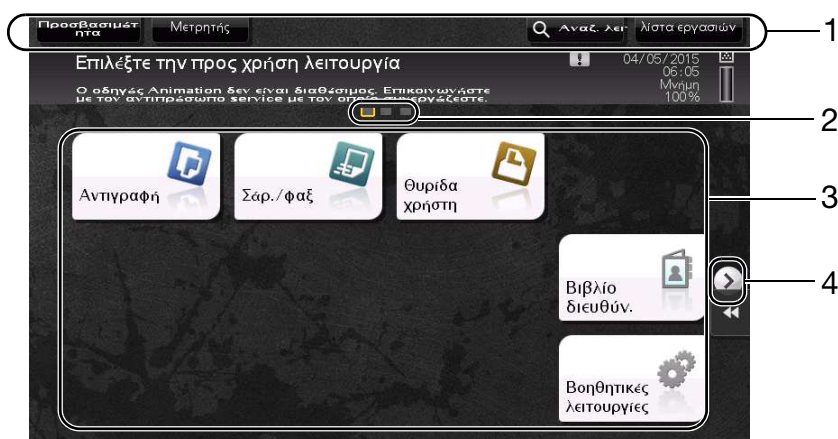 Προσβασιμότ
ητα
Μετρητής
Αναζ. λει
λίστα εργασιών
1
Επιλέξτε την προς χρήση λειτουργία
04/05/2015
06:05
Μνήμη
100%
Ο οδηγός Animation δεν είναι διαθέσιμος. Επικοινωνήστε
με τον αντιπρόσωπο service με τον οποίο συνεργάζεστε.
2
Αντιγραφή
Σάρ./φαξ
Θυρίδα
χρήστη
3
Βιβλίο
διευθύν.
4
Βοηθητικές
λειτουργίες